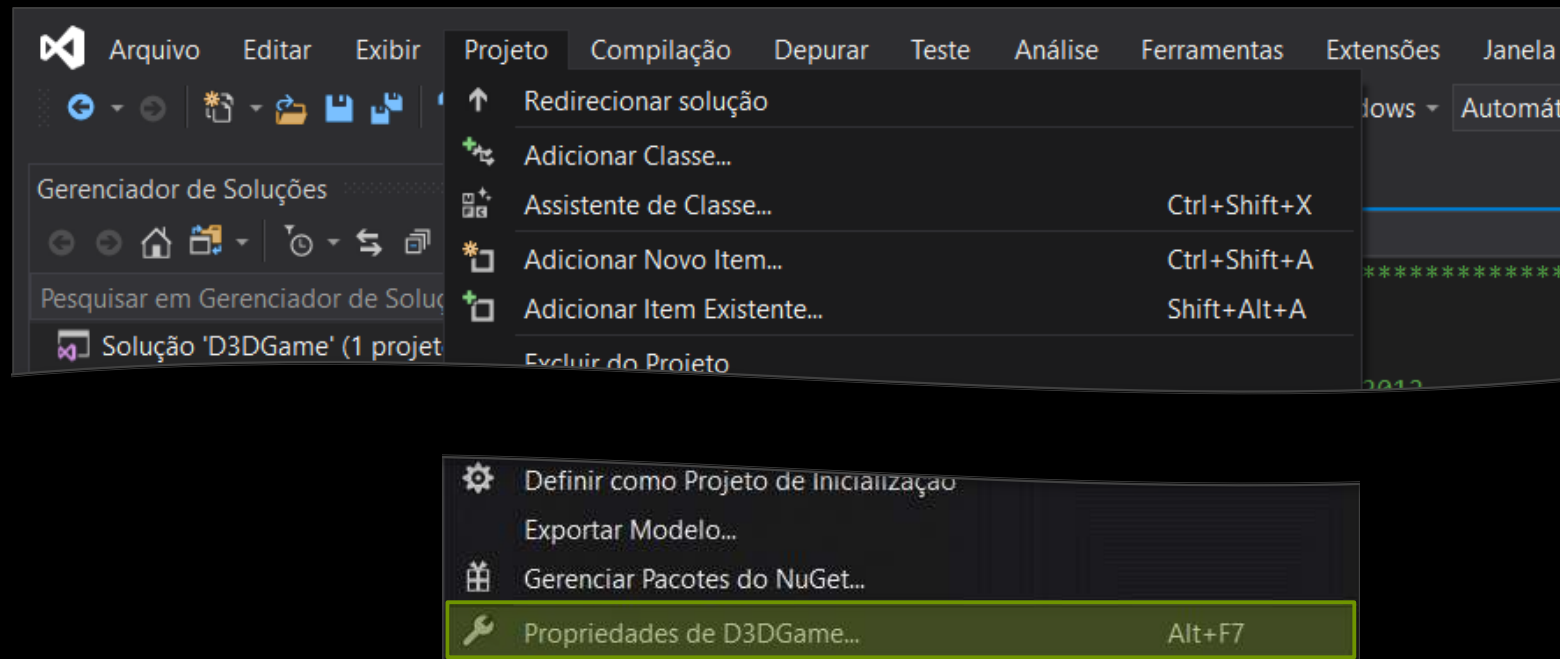 Arquivo Editar Exibir Projeto Compilação Depurar Teste Análise Ferramentas Extensões Janela
Redirecionar solução
Adicionar Classe...
Gerenciador de Soluções
Assistente de Classe... Ctrl+Shift+X
Adicionar Novo Item... Ctrl+Shift+A
*************
Pesquisar em Gerenciador de
Adicionar Item Existente... Shift+Alt+A
Solução 'D3DGame' (1
Excluir do Projeto
2012
Definir como Projeto de Inicialização
Exportar Modelo...
Gerenciar Pacotes do NuGet...
Propriedades de D3DGame... Alt+F7